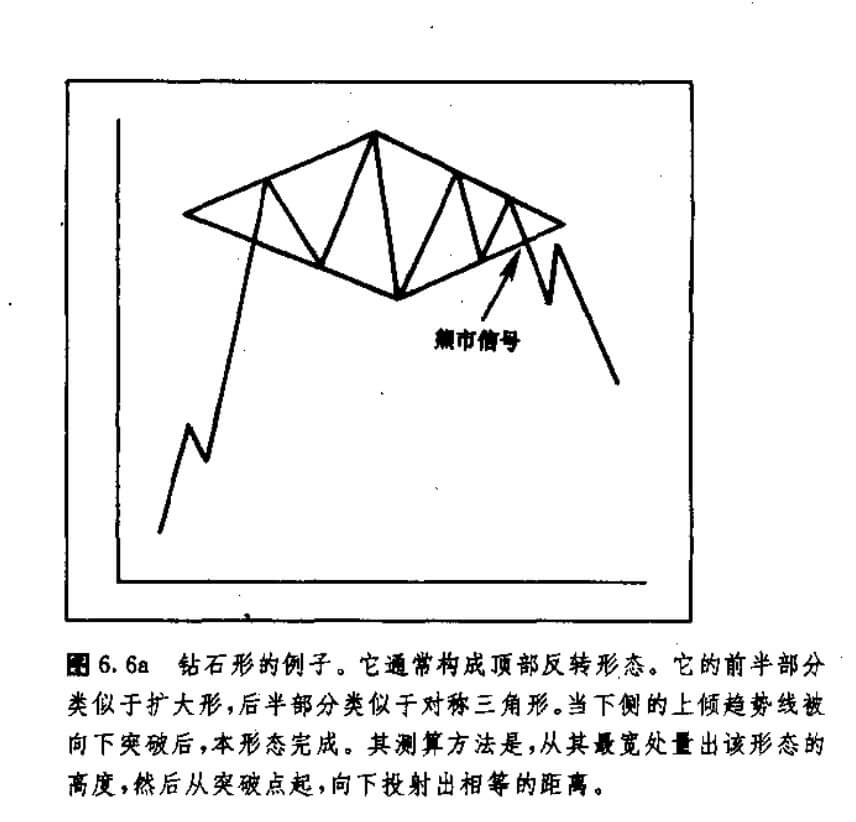 熊市信号
图6.6a 钻石形的例子。它通常构成顶部反转形态。它的前半部分
类似于扩大形,后半部分类似于对称三角形。当下侧的上倾趋势线被
向下突破后,本形态完成。其测算方法是,从其最宽处量出该形态的
高度,然后从突破点起,向下投射出相等的距离。